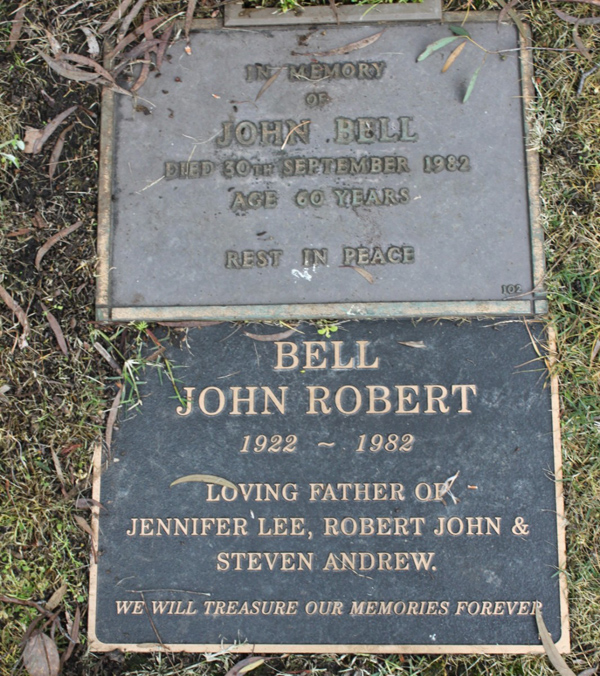 IN MEMORY
OF
JOHN BELL
DIED 30TH SEPTEMBER 1982
AGE 60 YEARS
REST IN PEACE
102
BELL
JOHN ROBERT
1922 ~ 1982
LOVING FATHER OF
JENNIFER LEE, ROBERT JOHN &
STEVEN ANDREW.
WE WILL TREASURE OUR MEMORIES FOREVER